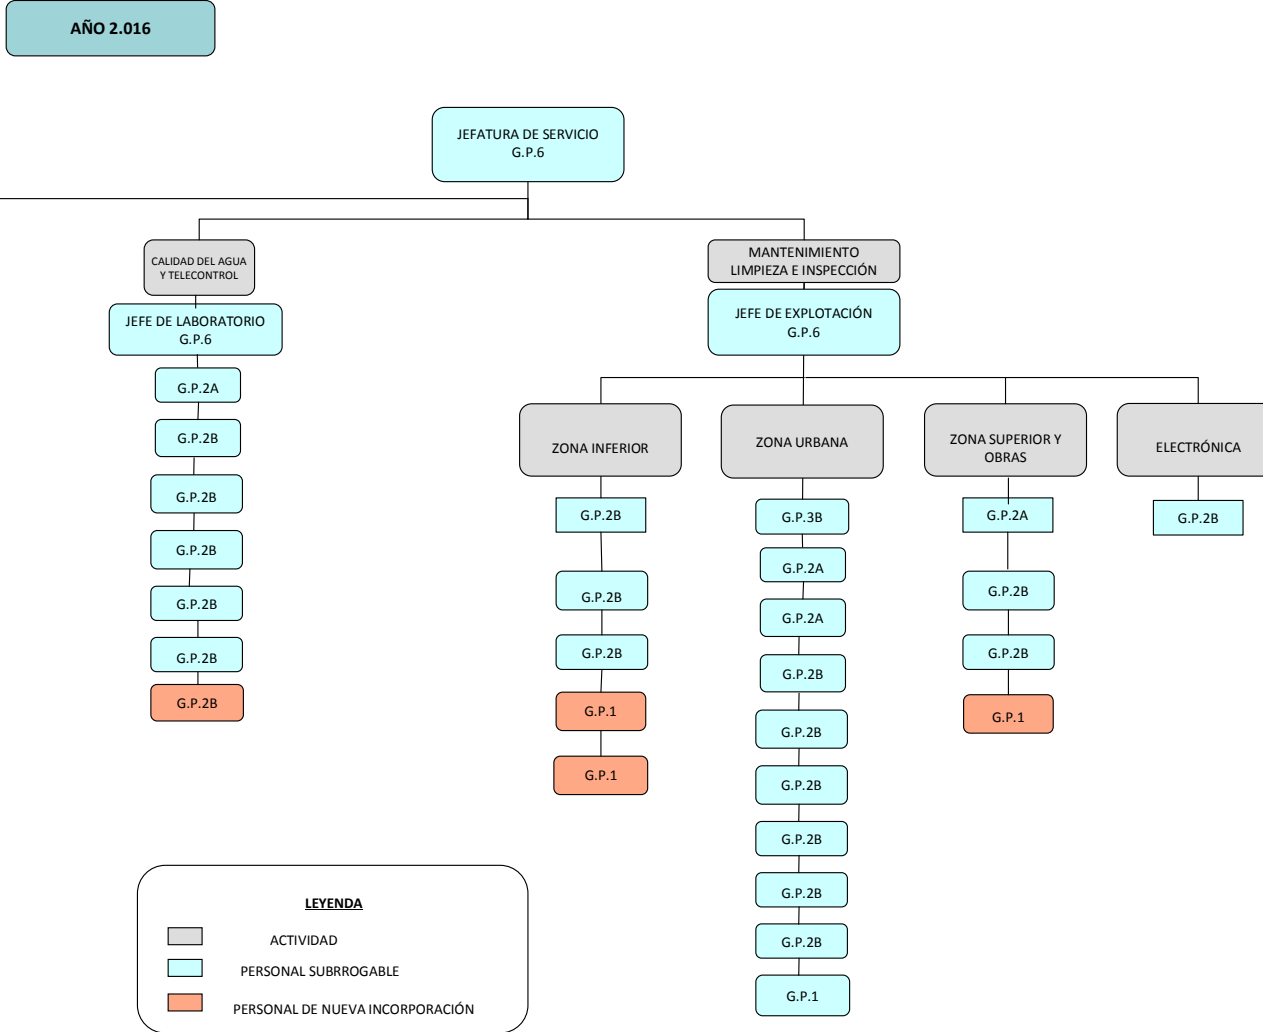 AÑO 2.016
JEFATURA DE SERVICIO
G.P.6
CALIDAD DEL AGUA
Y TELECONTROL
JEFE DE LABORATORIO
G.P.6
G.P.2A
G.P.2B
G.P.2B
G.P.2B
G.P.2B
G.P.2B
G.P.2B
MANTENIMIENTO
LIMPIEZA E INSPECCIÓN
JEFE DE EXPLOTACIÓN
G.P.6
ZONA INFERIOR
G.P.2B
G.P.2B
G.P.2B
G.P.1
G.P.1
ZONA URBANA
G.P.3B
G.P.2A
G.P.2A
G.P.2B
G.P.2B
G.P.2B
G.P.2B
G.P.2B
G.P.2B
G.P.1
ZONA SUPERIOR Y
OBRAS
G.P.2A
G.P.2B
G.P.2B
G.P.1
ELECTRÓNICA
G.P.2B
LEYENDA
ACTIVIDAD
PERSONAL SUBRROGABLE
PERSONAL DE NUEVA INCORPORACIÓN